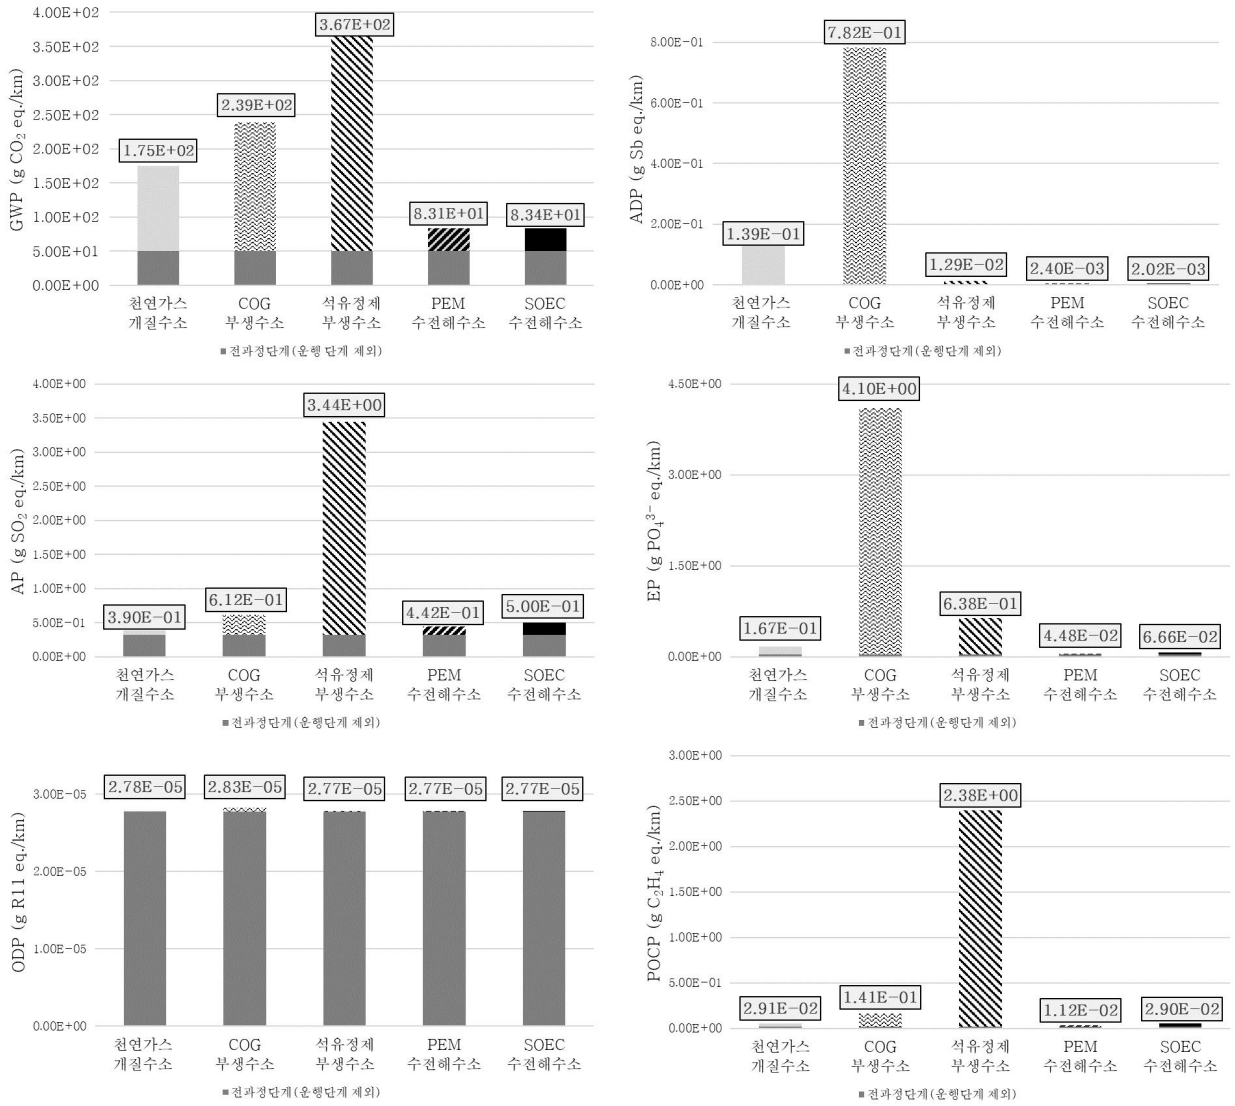 GWP (g CO₂ eq./km)
4.00E+02
3.50E+02
3.00E+02
2.50E+02
2.00E+02
1.50E+02
1.00E+02
5.00E+01
0.00E+00
1.75E+02
2.39E+02
3.67E+02
8.31E+01
8.34E+01
천연가스
개질수소
COG
부생수소
석유정제
부생수소
PEM
수전해수소
SOEC
수전해수소
■전과정단계(운행 단계 제외)
ADP (g Sb eq./km)
8.00E-01
6.00E-01
4.00E-01
2.00E-01
0.00E+00
1.39E-01
7.82E-01
1.29E-02
2.40E-03
2.02E-03
천연가스
개질수소
COG
부생수소
석유정제
부생수소
PEM
수전해수소
SOEC
수전해수소
■전과정단계(운행 단계 제외)
AP (g SO₂ eq./km)
4.00E+00
3.50E+00
3.00E+00
2.50E+00
2.00E+00
1.50E+00
1.00E+00
5.00E-01
0.00E+00
3.90E-01
6.12E-01
3.44E+00
4.42E-01
5.00E-01
천연가스
개질수소
COG
부생수소
석유정제
부생수소
PEM
수전해수소
SOEC
수전해수소
■전과정단계(운행단계 제외)
EP (g PO₄³⁻ eq./km)
4.50E+00
3.00E+00
1.50E+00
0.00E+00
1.67E-01
4.10E+00
6.38E-01
4.48E-02
6.66E-02
천연가스
개질수소
COG
부생수소
석유정제
부생수소
PEM
수전해수소
SOEC
수전해수소
■전과정단계(운행단계 제외)
ODP (g R11 eq./km)
3.00E-05
2.00E-05
1.00E-05
0.00E+00
2.78E-05
2.83E-05
2.77E-05
2.77E-05
2.77E-05
천연가스
개질수소
COG
부생수소
석유정제
부생수소
PEM
수전해수소
SOEC
수전해수소
■전과정단계(운행단계 제외)
POCP (g C₂H₄ eq./km)
3.00E+00
2.50E+00
2.00E+00
1.50E+00
1.00E+00
5.00E-01
0.00E+00
2.91E-02
1.41E-01
2.38E+00
1.12E-02
2.90E-02
천연가스
개질수소
COG
부생수소
석유정제
부생수소
PEM
수전해수소
SOEC
수전해수소
■전과정단계(운행단계 제외)